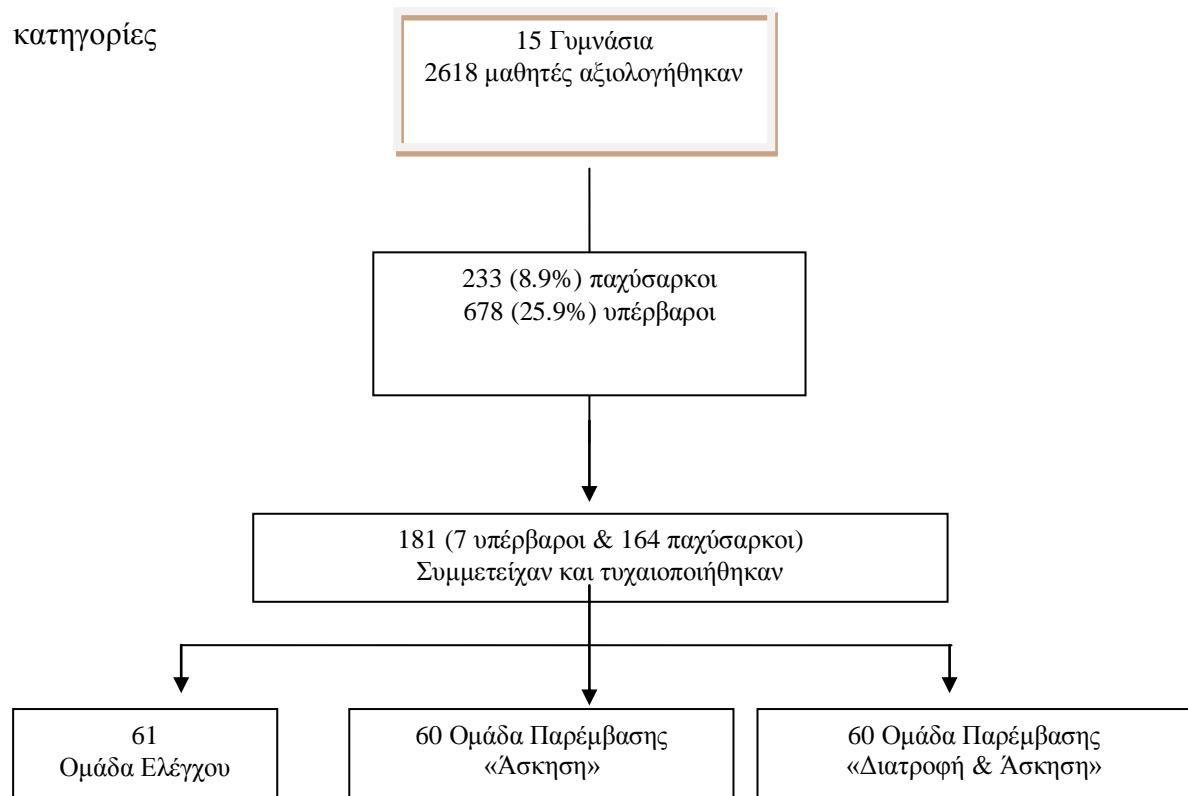 κατηγορίες
15 Γυμνάσια
2618 μαθητές αξιολογήθηκαν
233 (8.9%) παχύσαρκοι
678 (25.9%) υπέρβαροι
181 (7 υπέρβαροι & 164 παχύσαρκοι)
Συμμετείχαν και τυχαιοποιήθηκαν
61
Ομάδα Ελέγχου
60 Ομάδα Παρέμβασης
«Άσκηση»
60 Ομάδα Παρέμβασης
«Διατροφή & Άσκηση»